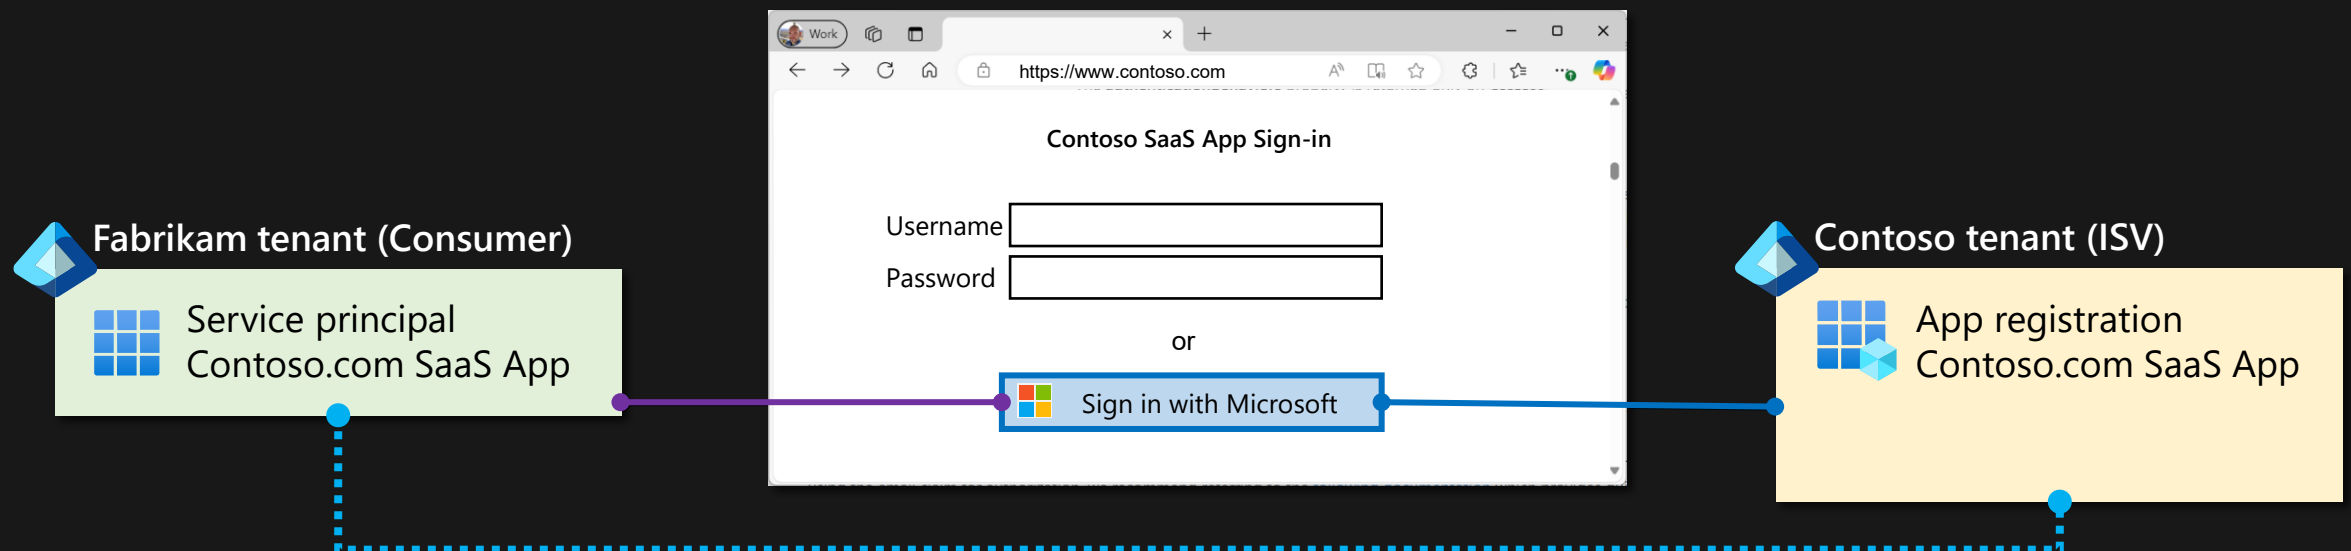 Work
https://www.contoso.com
Contoso SaaS App Sign-in
Username
Password
or
Sign in with Microsoft
Fabrikam tenant (Consumer)
Service principal
Contoso.com SaaS App
Contoso tenant (ISV)
App registration
Contoso.com SaaS App